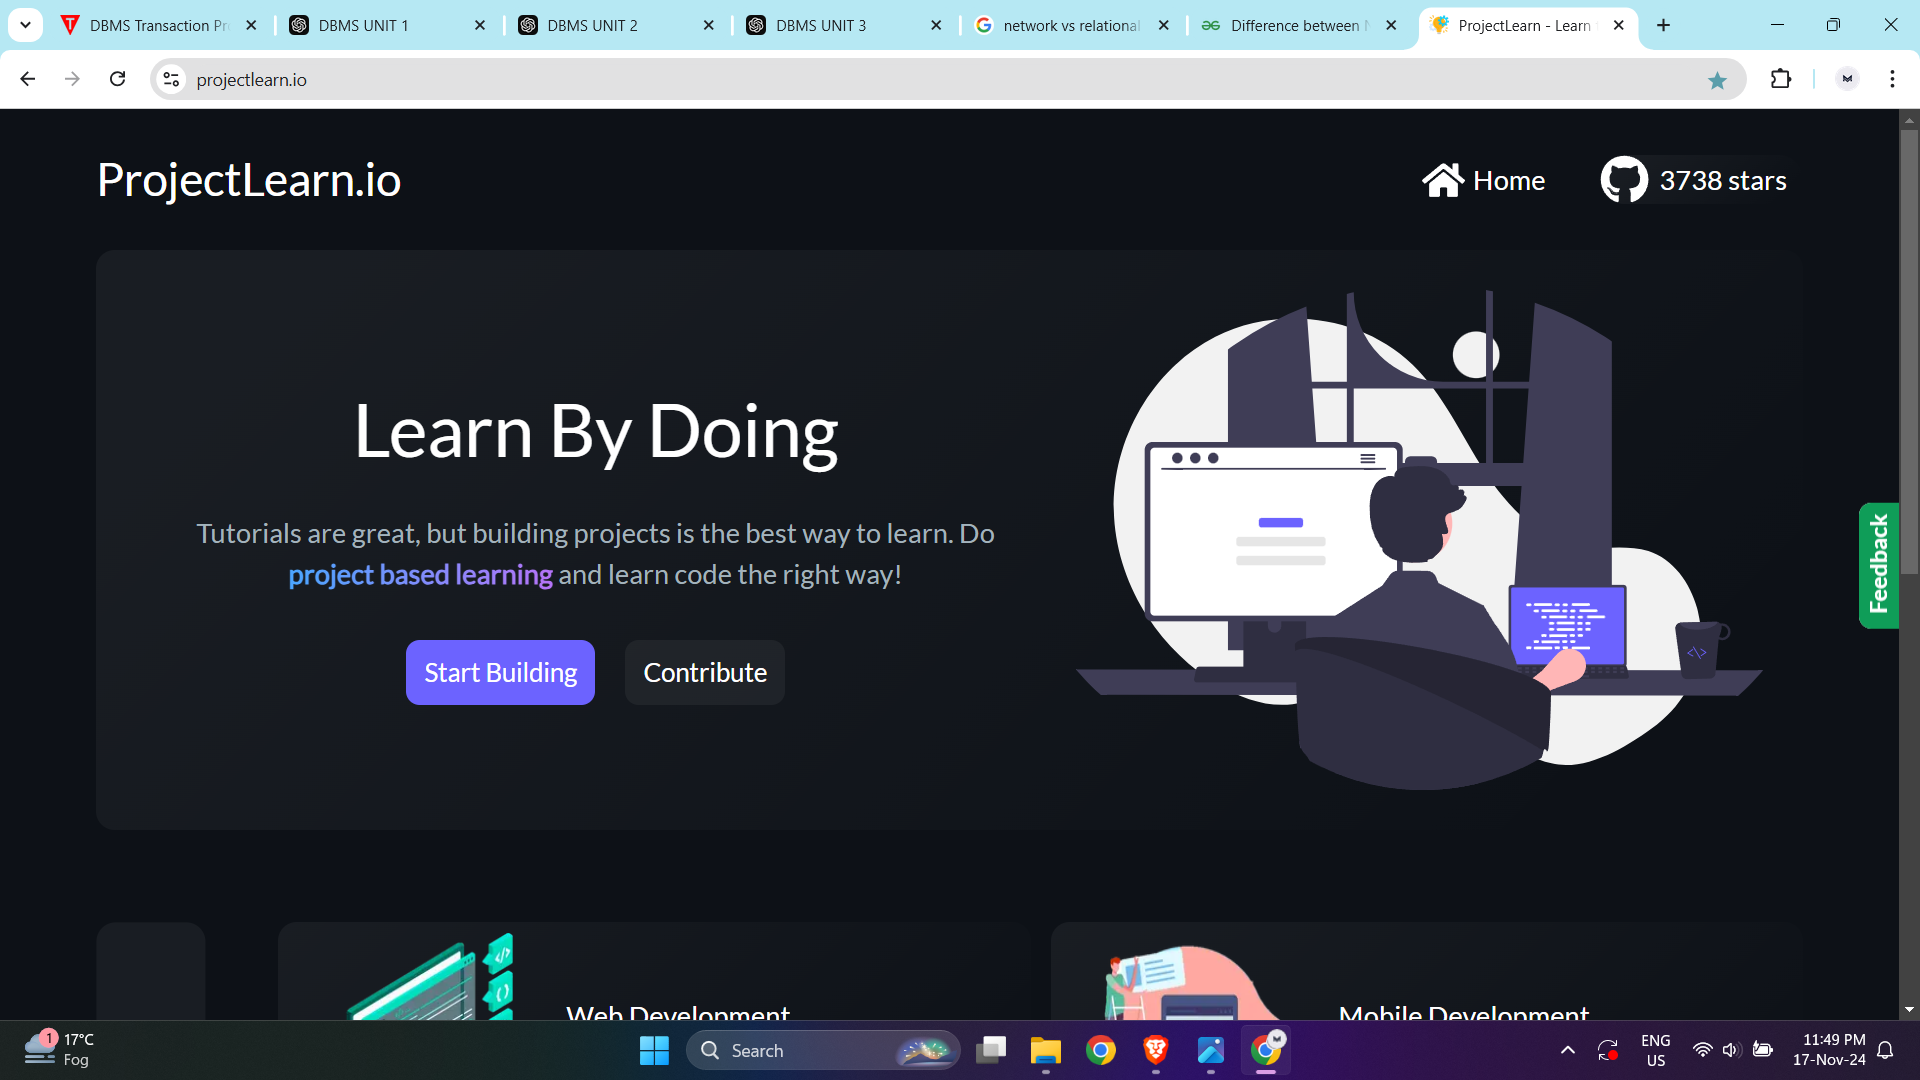 DBMS Transaction Pr
DBMS UNIT 1
DBMS UNIT 2
DBMS UNIT 3
network vs relational
Difference between
ProjectLearn - Learn
projectlearn.io
ProjectLearn.io
Home
3738 stars
Learn By Doing
Tutorials are great, but building projects is the best way to learn. Do
project based learning and learn code the right way!
Start Building
Contribute
</>
Feedback
Web Development
Mobile Development
1
17°C
Fog
Search
ENG
US
11:49 PM
17-Nov-24